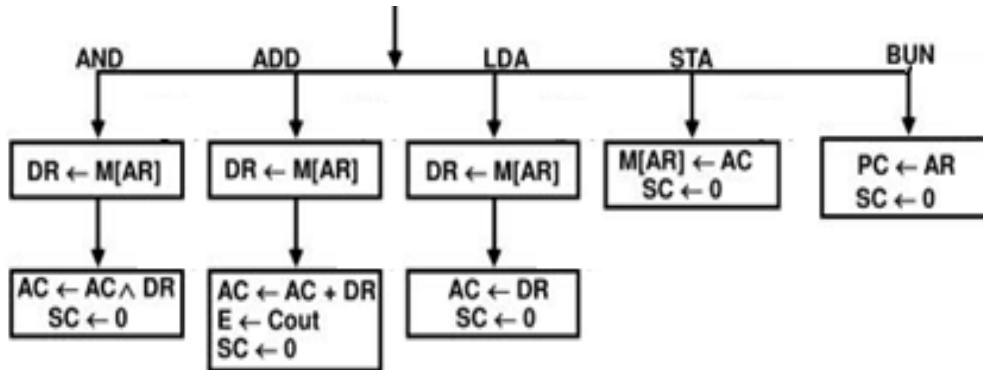 AND ADD LDA STA BUN
DR ← M[AR]
DR ← M[AR]
DR ← M[AR]
M[AR] ← AC
SC ← 0
PC ← AR
SC ← 0
AC ← AC ∧ DR
SC ← 0
AC ← AC + DR
E ← Cout
SC ← 0
AC ← DR
SC ← 0